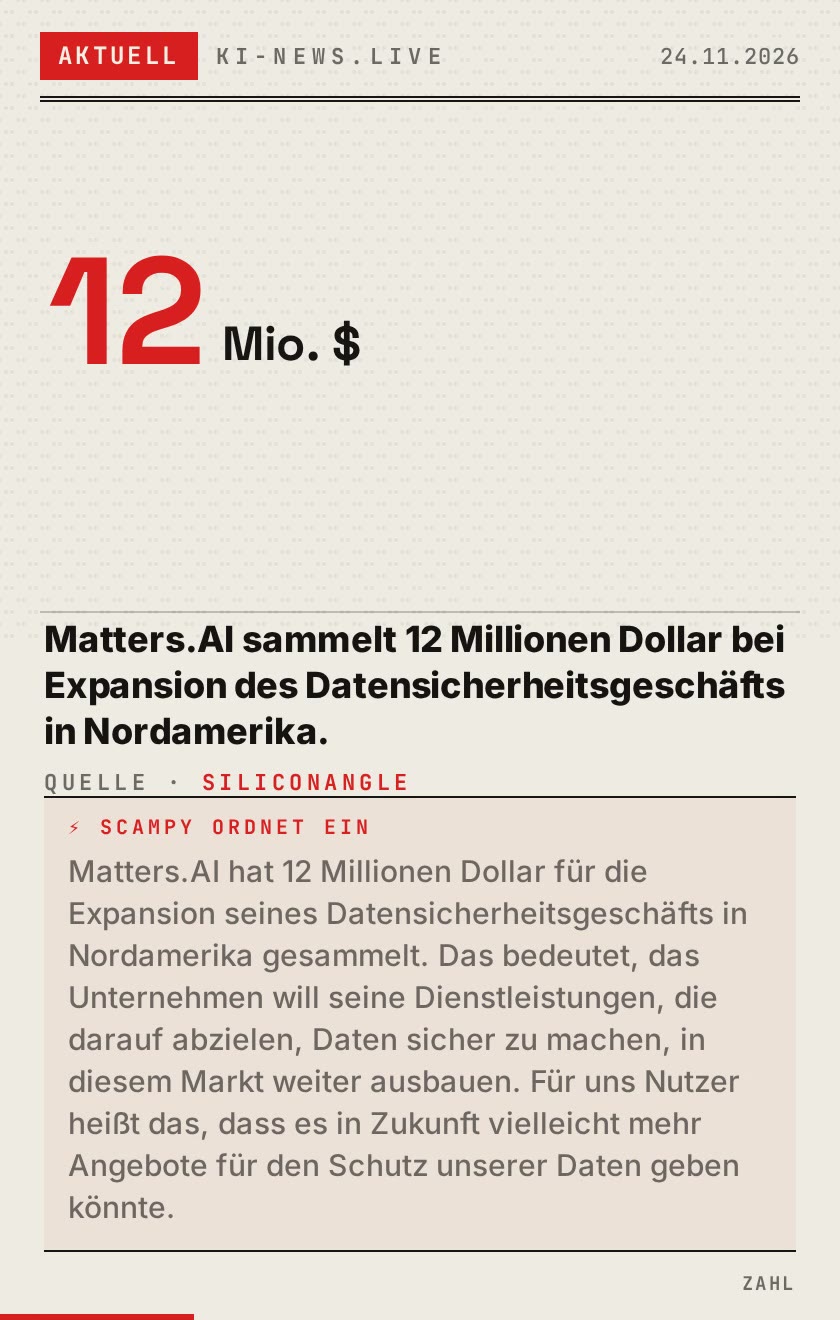 AKTUELL KI-NEWS.LIVE 24.11.2026
12 Mio. $
Matters.AI sammelt 12 Millionen Dollar bei
Expansion des Datensicherheitsgeschäfts
in Nordamerika.
QUELLE · SILICONANGLE
⚡ SCAMPY ORDNET EIN
Matters.AI hat 12 Millionen Dollar für die
Expansion seines Datensicherheitsgeschäfts in
Nordamerika gesammelt. Das bedeutet, das
Unternehmen will seine Dienstleistungen, die
darauf abzielen, Daten sicher zu machen, in
diesem Markt weiter ausbauen. Für uns Nutzer
heißt das, dass es in Zukunft vielleicht mehr
Angebote für den Schutz unserer Daten geben
könnte.
ZAHL